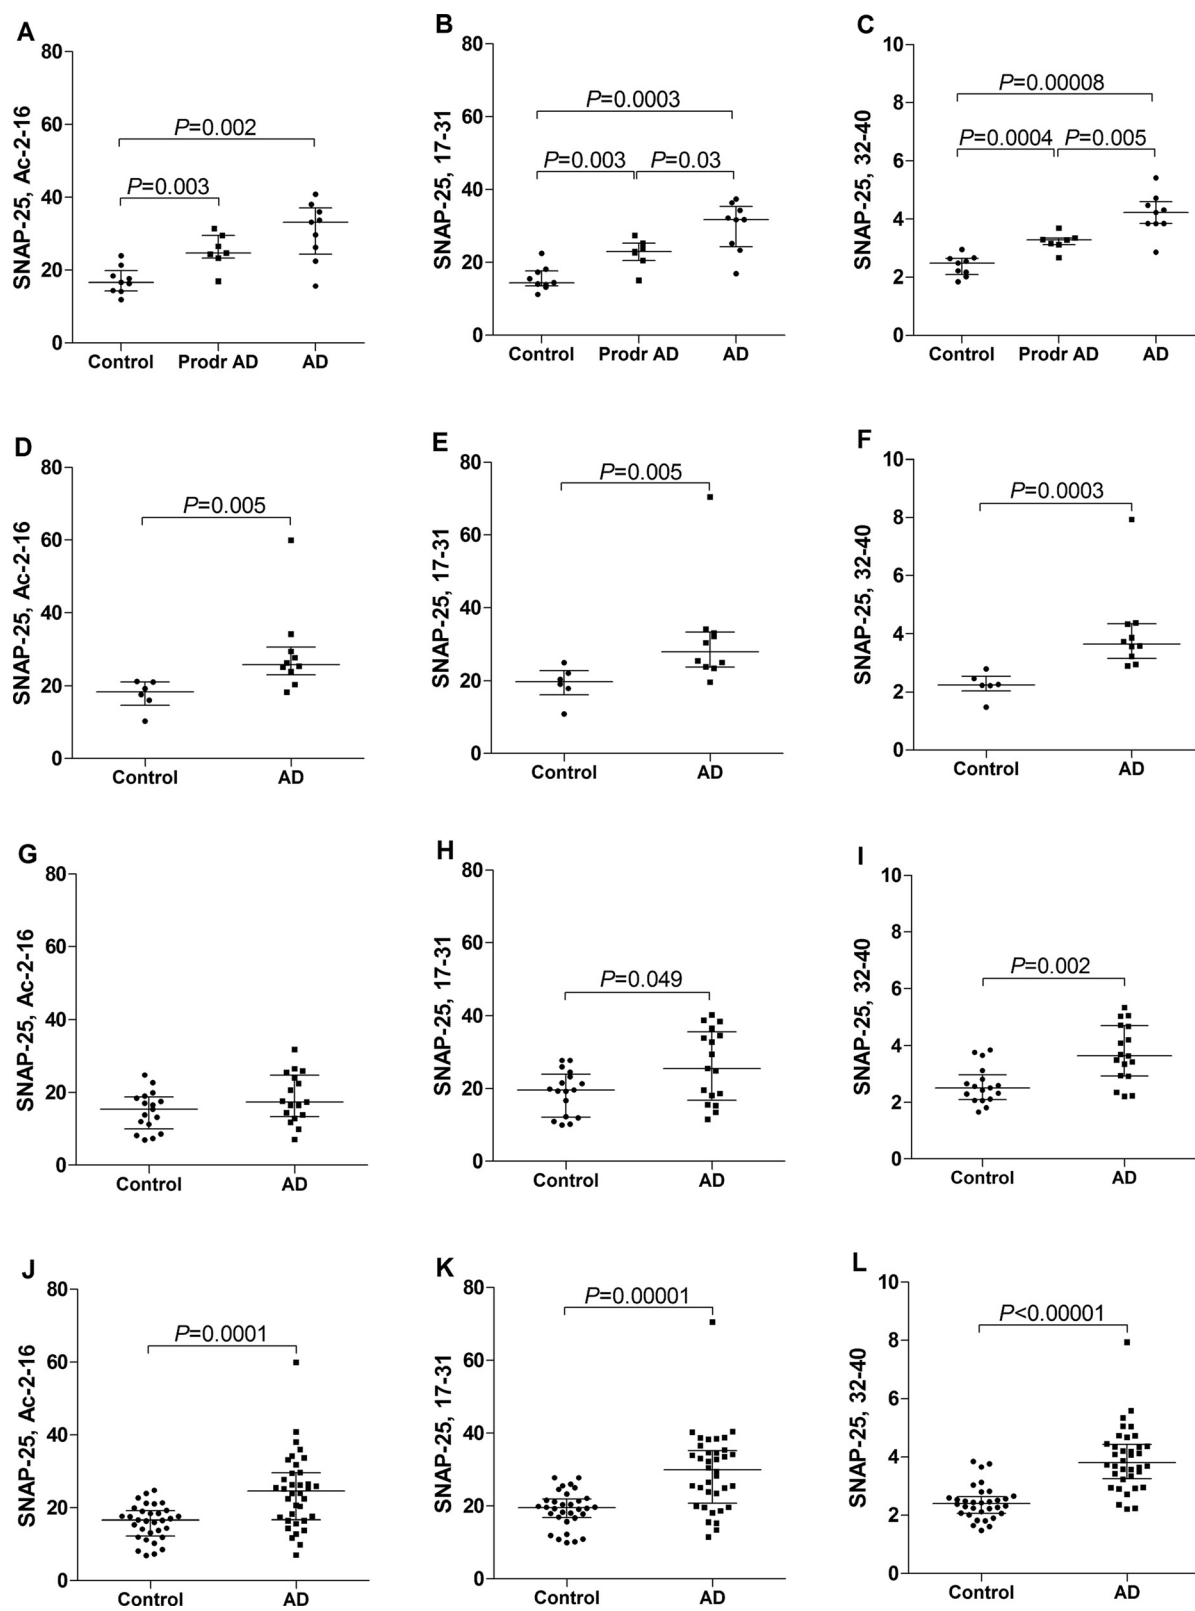 A
SNAP-25, Ac-2-16
80
60
40
20
0
P=0.002
P=0.003
Control Prodr AD AD
B
SNAP-25, 17-31
80
60
40
20
0
P=0.0003
P=0.003 P=0.03
Control Prodr AD AD
C
SNAP-25, 32-40
10
8
6
4
2
0
P=0.00008
P=0.0004 P=0.005
Control Prodr AD AD
D
SNAP-25, Ac-2-16
80
60
40
20
0
P=0.005
Control AD
E
SNAP-25, 17-31
80
60
40
20
0
P=0.005
Control AD
F
SNAP-25, 32-40
10
8
6
4
2
0
P=0.0003
Control AD
G
SNAP-25, Ac-2-16
80
60
40
20
0
Control AD
H
SNAP-25, 17-31
80
60
40
20
0
P=0.049
Control AD
I
SNAP-25, 32-40
10
8
6
4
2
0
P=0.002
Control AD
J
SNAP-25, Ac-2-16
80
60
40
20
0
P=0.0001
Control AD
K
SNAP-25, 17-31
80
60
40
20
0
P=0.00001
Control AD
L
SNAP-25, 32-40
10
8
6
4
2
0
P<0.00001
Control AD